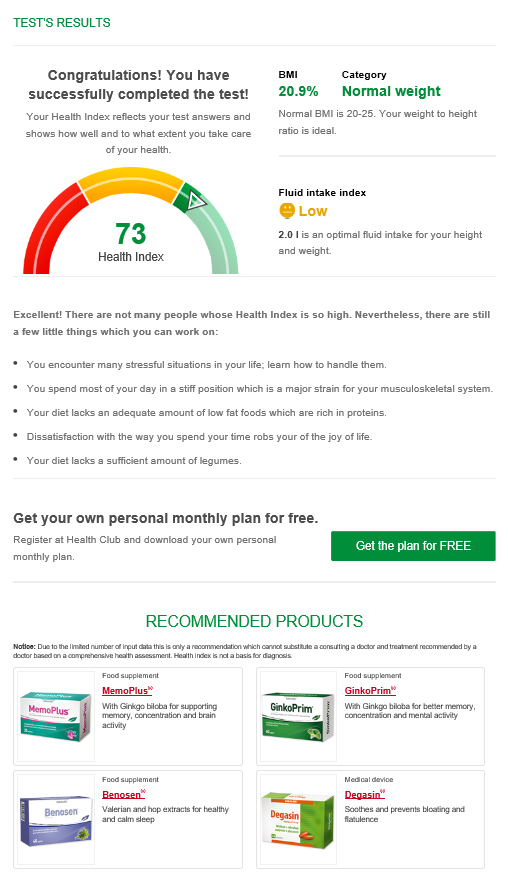 TEST'S RESULTS
Congratulations! You have
successfully completed the test!
Your Health Index reflects your test answers and
shows how well and to what extent you take care
of your health.
73
Health Index
BMI
20.9%
Category
Normal weight
Normal BMI is 20-25. Your weight to height
ratio is ideal.
Fluid intake index
Low
2.0 l is an optimal fluid intake for your height
and weight.
Excellent! There are not many people whose Health Index is so high. Nevertheless, there are still
a few little things which you can work on:
• You encounter many stressful situations in your life; learn how to handle them.
• You spend most of your day in a stiff position which is a major strain for your musculoskeletal system.
• Your diet lacks an adequate amount of low fat foods which are rich in proteins.
• Dissatisfaction with the way you spend your time robs your of the joy of life.
• Your diet lacks a sufficient amount of legumes.
Get your own personal monthly plan for free.
Register at Health Club and download your own personal
monthly plan.
Get the plan for FREE
RECOMMENDED PRODUCTS
Notice: Due to the limited number of input data this is only a recommendation which cannot substitute a consulting a doctor and treatment recommended by a
doctor based on a comprehensive health assessment. Health index is not a basis for diagnosis.
MemoPlus
Food supplement
MemoPlus
With Ginkgo biloba for supporting
memory, concentration and brain
activity
GinkoPrim
Food supplement
GinkoPrim
With Ginkgo biloba for better memory,
concentration and mental activity
Benosen
Food supplement
Benosen
Valerian and hop extracts for healthy
and calm sleep
Degasin
Medical device
Degasin
Soothes and prevents bloating and
flatulence